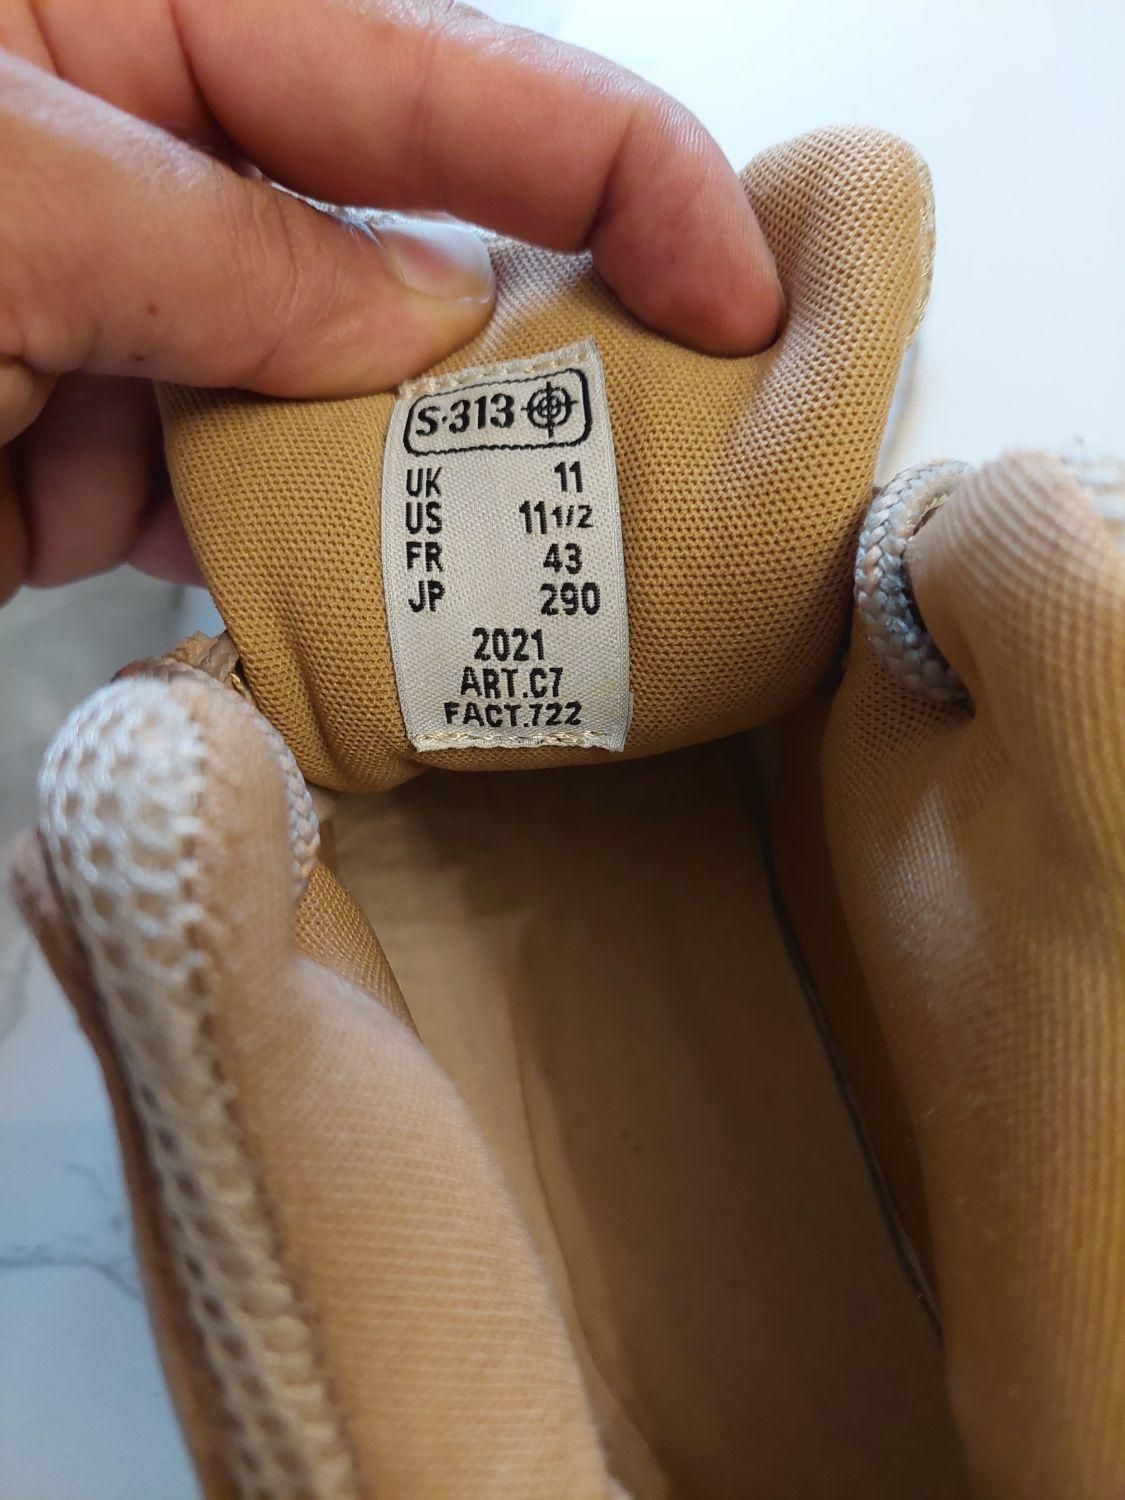 S·313
UK 11
US 11 1/2
FR 43
JP 290
2021
ART.C7
FACT.722